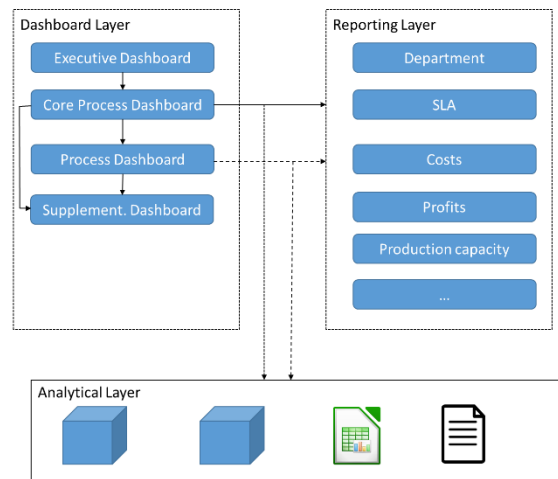 Dashboard Layer
Executive Dashboard
Core Process Dashboard
Process Dashboard
Supplement. Dashboard
Reporting Layer
Department
SLA
Costs
Profits
Production capacity
...
Analytical Layer